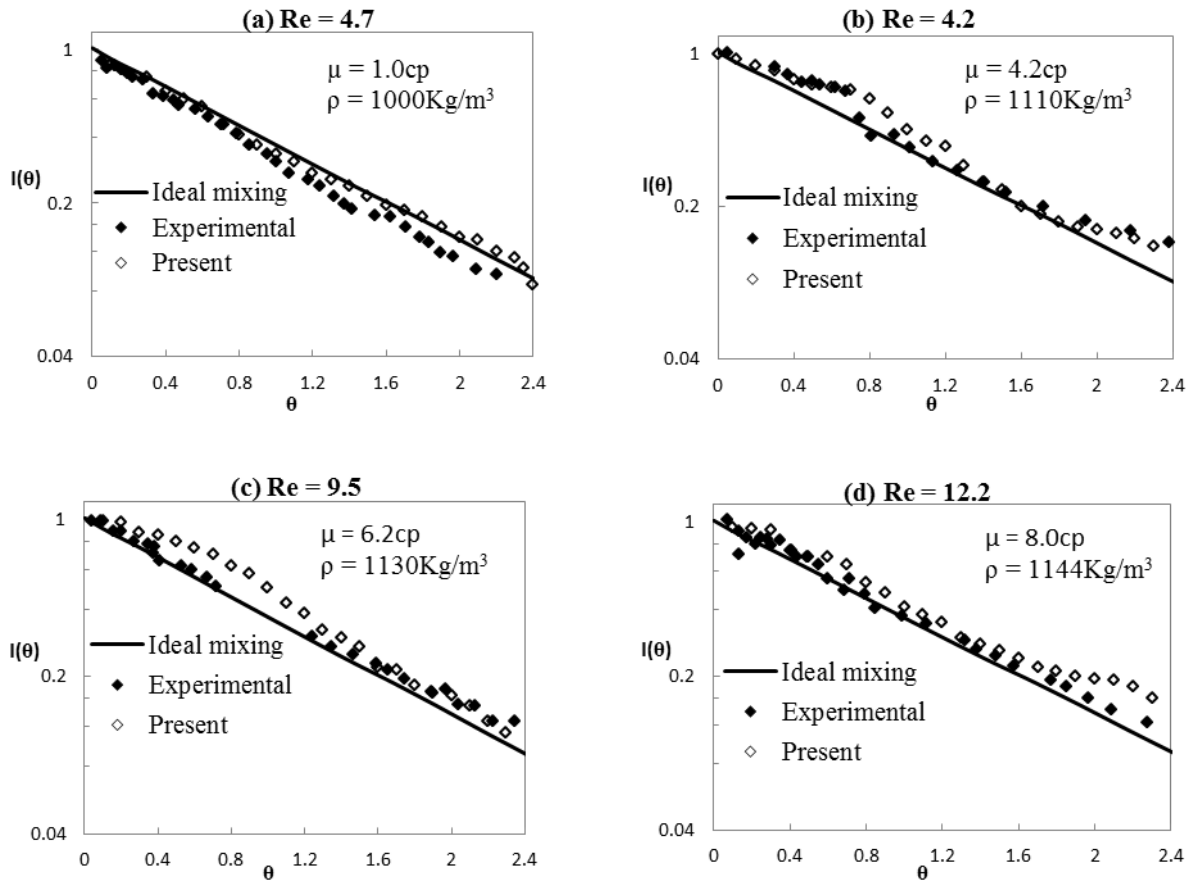 (a) Re = 4.7
1
μ = 1.0cp
ρ = 1000Kg/m³
I(θ)
0.2
Ideal mixing
Experimental
Present
0.04
0 0.4 0.8 1.2 1.6 2 2.4
θ
(b) Re = 4.2
1
μ = 4.2cp
ρ = 1110Kg/m³
I(θ)
0.2
Ideal mixing
Experimental
Present
0.04
0 0.4 0.8 1.2 1.6 2 2.4
θ
(c) Re = 9.5
1
μ = 6.2cp
ρ = 1130Kg/m³
I(θ)
0.2
Ideal mixing
Experimental
Present
0.04
0 0.4 0.8 1.2 1.6 2 2.4
θ
(d) Re = 12.2
1
μ = 8.0cp
ρ = 1144Kg/m³
I(θ)
0.2
Ideal mixing
Experimental
Present
0.04
0 0.4 0.8 1.2 1.6 2 2.4
θ